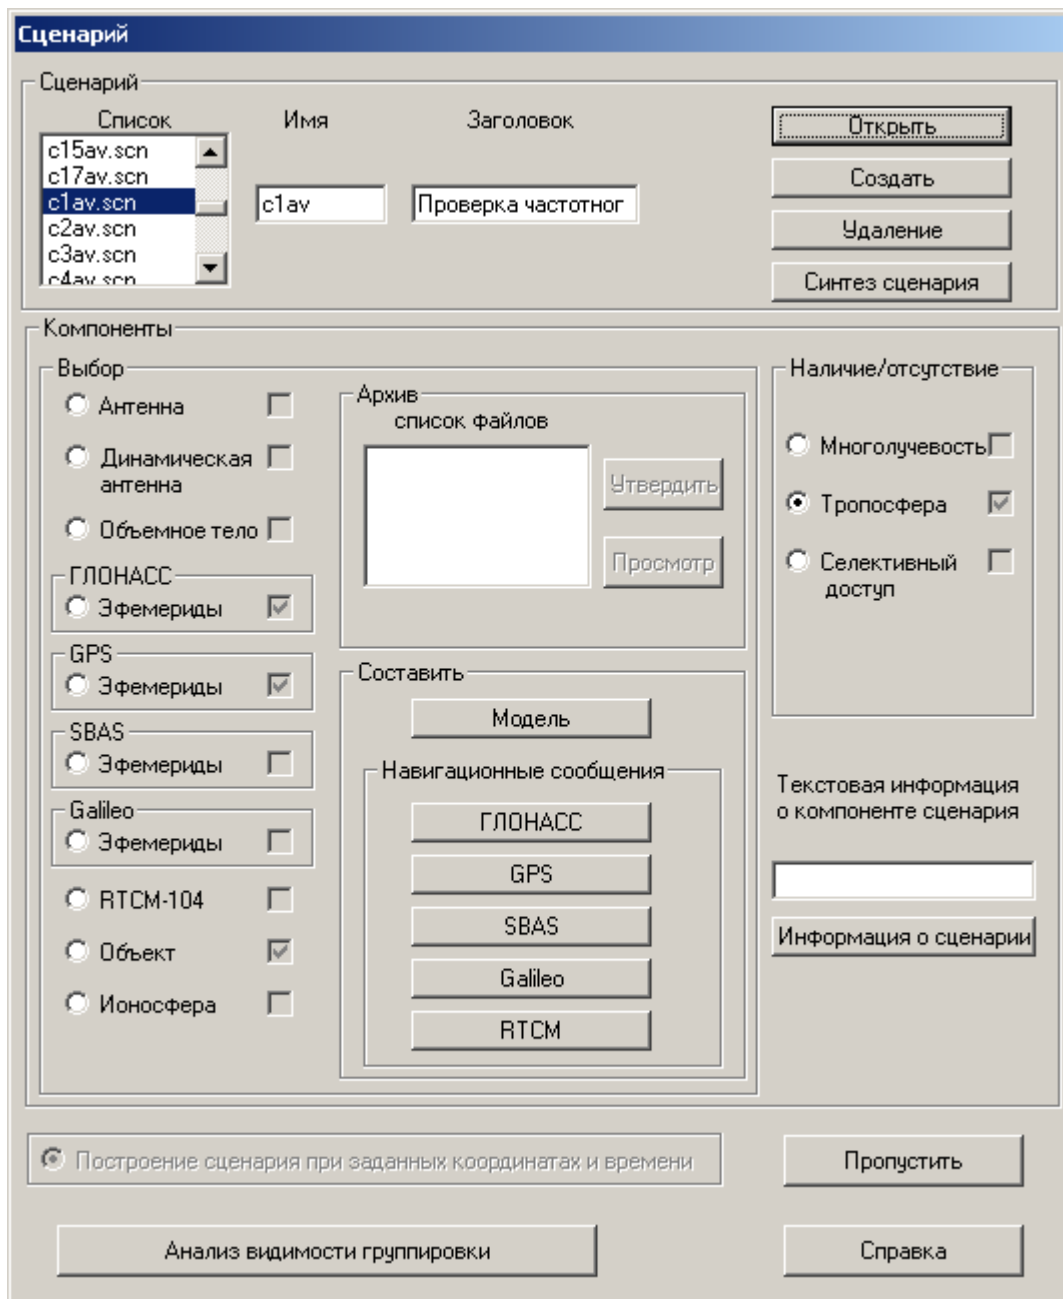 Сценарий
Сценарий
Список
Имя
Заголовок
c15av.scn
c17av.scn
c1av.scn
c2av.scn
c3av.scn
c4av.scn
c1av
Проверка частотног
Открыть
Создать
Удаление
Синтез сценария
Компоненты
Выбор
Антенна
Динамическая
антенна
Объемное тело
ГЛОНАСС
Эфемериды
GPS
Эфемериды
SBAS
Эфемериды
Galileo
Эфемериды
RTCM-104
Объект
Ионосфера
Архив
список файлов
Утвердить
Просмотр
Составить
Модель
Навигационные сообщения
ГЛОНАСС
GPS
SBAS
Galileo
RTCM
Наличие/отсутствие
Многолучевость
Тропосфера
Селективный
доступ
Текстовая информация
о компоненте сценария
Информация о сценарии
Построение сценария при заданных координатах и времени
Пропустить
Анализ видимости группировки
Справка